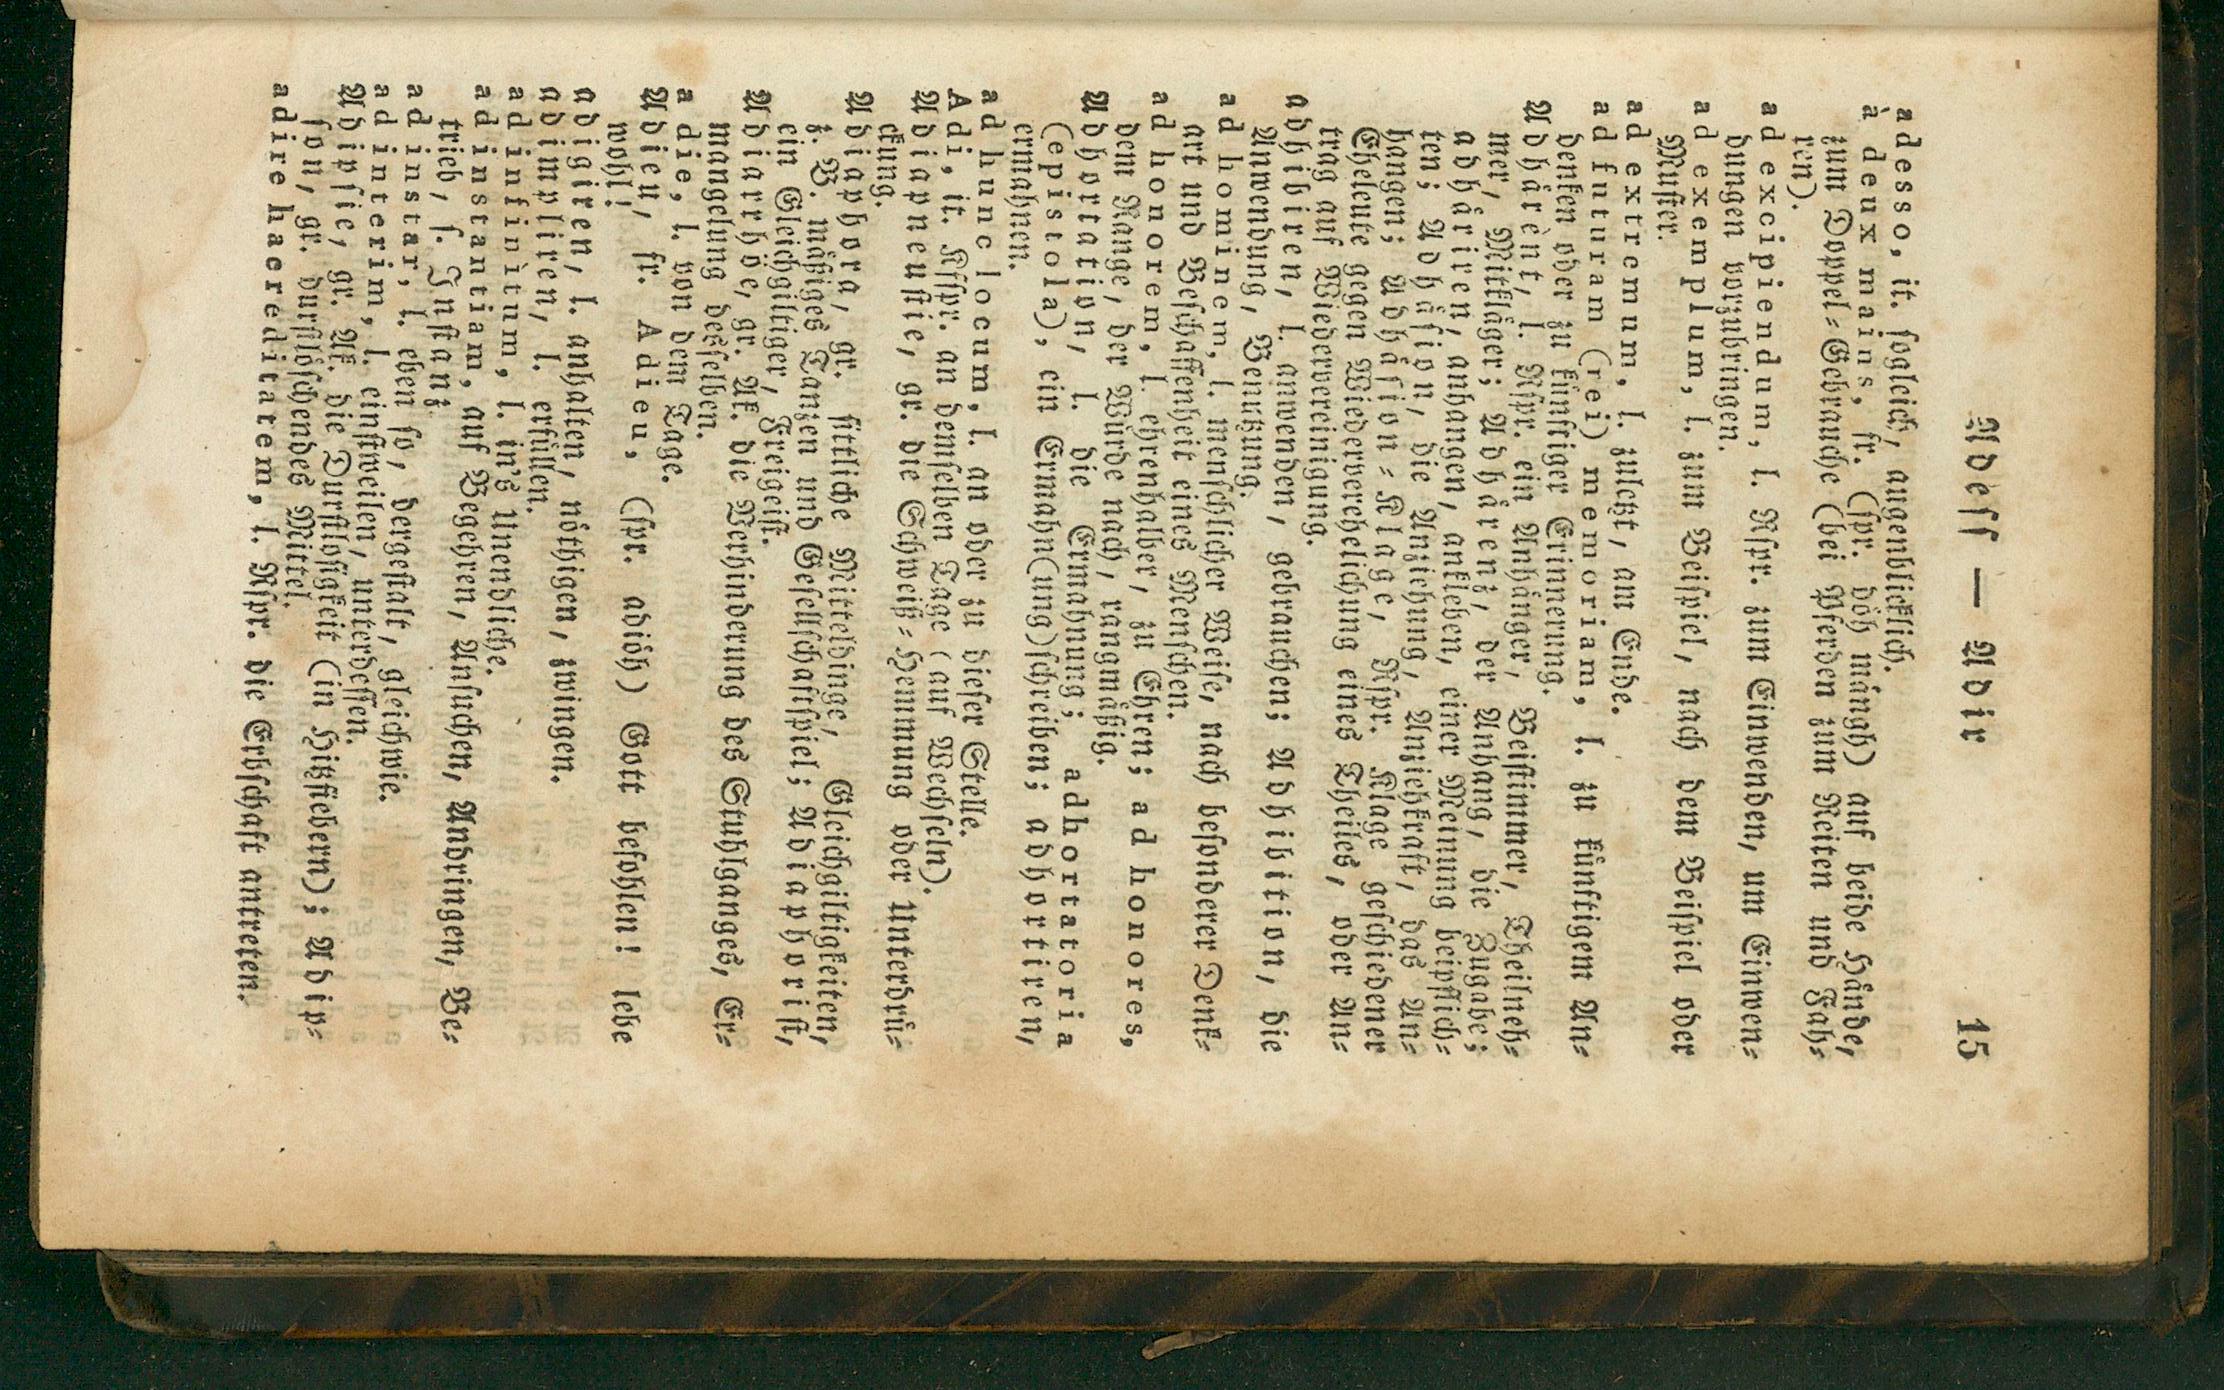 Adess — Adir 15
adesso, it. sogleich, augenblicklich.
à deux mains, fr. (spr. döh mängh) auf beide Hände,
zum Doppel=Gebrauche (bei Pferden zum Reiten und Fah=
ren).
ad excipiendum, l. Rspr. zum Einwenden, um Einwen=
dungen vorzubringen.
ad exemplum, l. zum Beispiel, nach dem Beispiel oder
Muster.
ad extremum, l. zuletzt, am Ende.
ad futuram (rei) memoriam, l. zu künftigem An=
denken oder zu künftiger Erinnerung.
Adhärènt, l. Rspr. ein Anhänger, Beistimmer, Theilneh=
mer, Mitkläger; Adhärenz, der Anhang, die Zugabe;
adhäriren, anhangen, ankleben, einer Meinung beipflich=
ten; Adhäsion, die Anziehung, Anziehkraft, das An=
hangen; Adhäsion=Klage, Rspr. Klage geschiedener
Eheleute gegen Wiederverehelichung eines Theiles, oder An=
trag auf Wiedervereinigung.
adhibiren, l. anwenden, gebrauchen; Adhibition, die
Anwendung, Benutzung.
ad hominem, l. menschlicher Weise, nach besonderer Denk=
art und Beschaffenheit eines Menschen.
ad honorem, l. ehrenhalber, zu Ehren; ad honores,
dem Range, der Würde nach, rangmäßig.
Adhortation, l. die Ermahnung; adhortatoria
(epistola), ein Ermahn(ung)schreiben; adhortiren,
ermahnen.
ad hunc locum, l. an oder zu dieser Stelle.
Adi, it. Kfspr. an demselben Tage (auf Wechseln).
Adiapneustie, gr. die Schweiß=Hemmung oder Unterdrü=
ckung.
Adiaphora, gr. sittliche Mitteldinge, Gleichgiltigkeiten,
z. B. mäßiges Tanzen und Gesellschaftspiel; Adiaphorist,
ein Gleichgiltiger, Freigeist.
Adiarrhöe, gr. Ak. die Verhinderung des Stuhlganges, Er=
mangelung desselben.
a die, l. von dem Tage.
Adieu, fr. Adieu, (spr. adiöh) Gott befohlen! lebe
wohl!
adigiren, l. anhalten, nöthigen, zwingen.
adimpliren, l. erfüllen.
ad infinìtum, l. in's Unendliche.
ad instantiam, auf Begehren, Ansuchen, Andringen, Be=
trieb, s. Instanz.
ad instar, l. eben so, dergestalt, gleichwie.
ad interim, l. einstweilen, unterdessen.
Adipsie, gr. Ak. die Durstlosigkeit (in Hitzfiebern); Adip=
son, gr. durstlöschendes Mittel.
adire haereditatem, l. Rspr. die Erbschaft antreten.